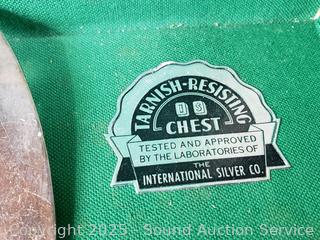 TARNISH-RESISTING
IS
CHEST
TESTED AND APPROVED
BY THE LABORATORIES OF
THE
INTERNATIONAL SILVER CO.
Copyright 2025 - Sound Auction Service